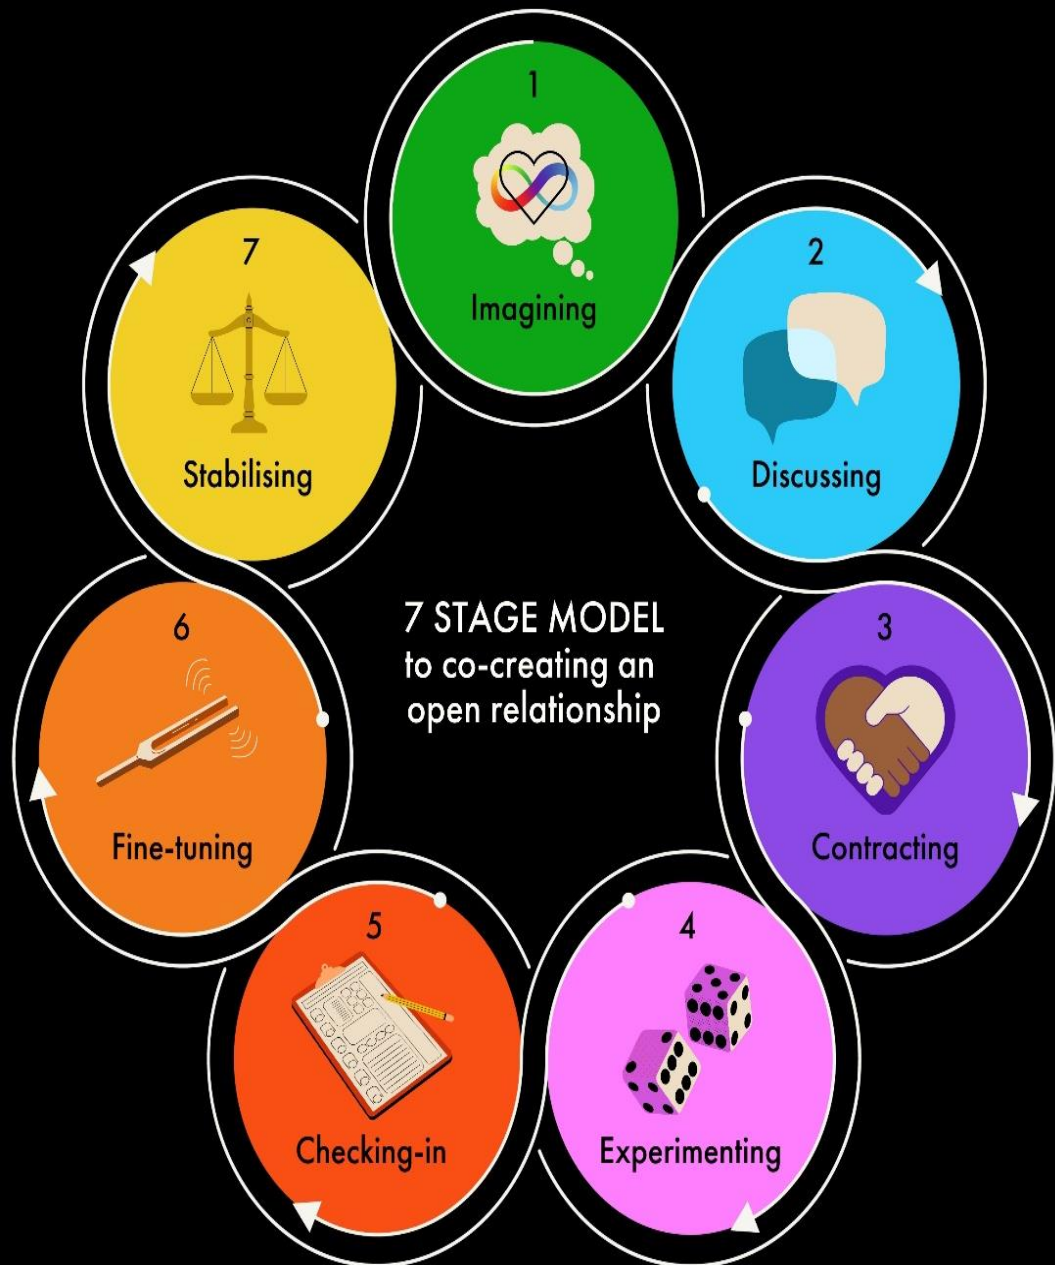 1
Imagining
2
Discussing
3
Contracting
4
Experimenting
5
Checking-in
6
Fine-tuning
7
Stabilising
7 STAGE MODEL
to co-creating an
open relationship